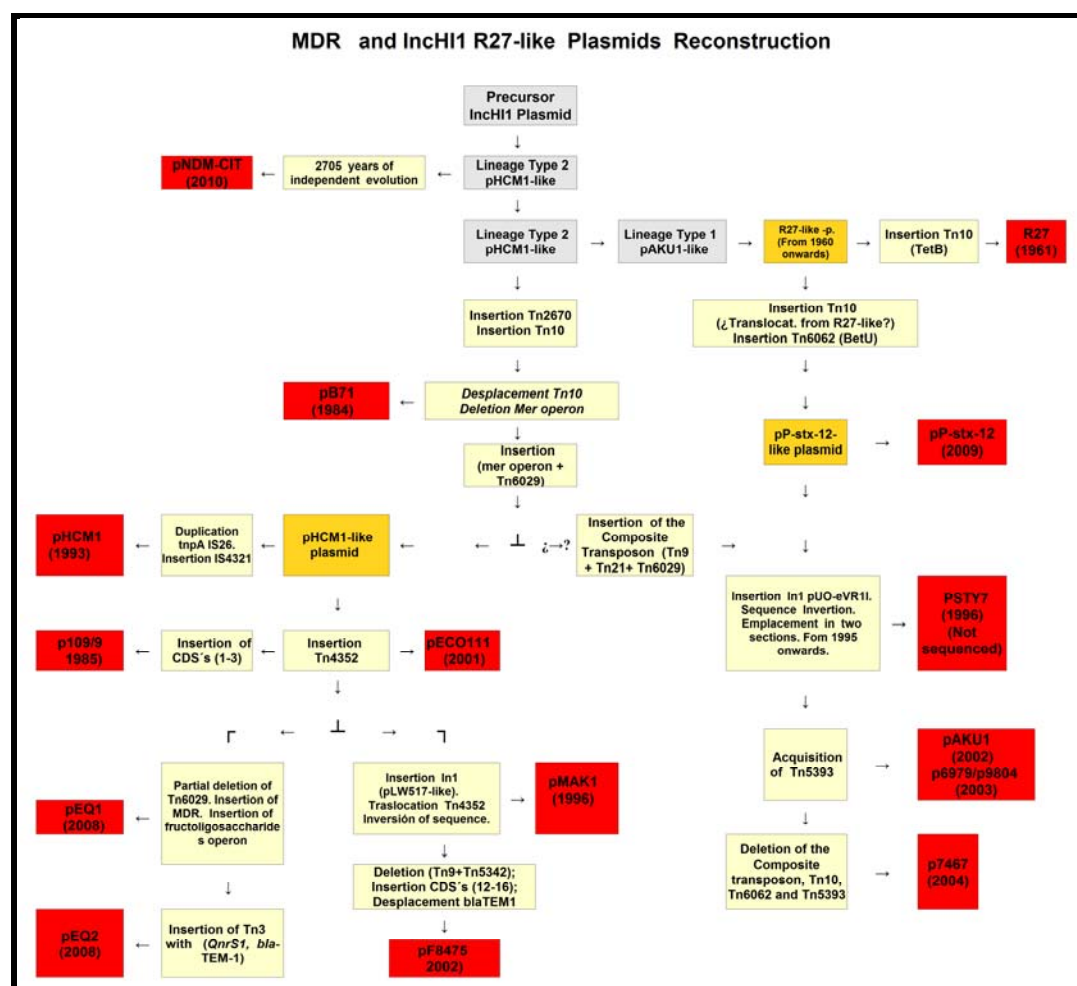 MDR and IncHI1 R27-like Plasmids Reconstruction
Precursor
IncHI1 Plasmid
↓
pNDM-CIT
(2010)
←
2705 years of
independent evolution
←
Lineage Type 2
pHCM1-like
↓
Lineage Type 2
pHCM1-like
→
Lineage Type 1
pAKU1-like
→
R27-like -p.
(From 1960
onwards)
→
Insertion Tn10
(TetB)
→
R27
(1961)
↓
↓
Insertion Tn2670
Insertion Tn10
Insertion Tn10
(¿Translocat. from R27-like?)
Insertion Tn6062 (BetU)
↓
↓
pB71
(1984)
←
Desplacement Tn10
Deletion Mer operon
↓
pP-stx-12-
like plasmid
→
pP-stx-12
(2009)
Insertion
(mer operon +
Tn6029)
↓
↓
pHCM1
(1993)
←
Duplication
tnpA IS26.
Insertion IS4321
←
pHCM1-like
plasmid
←
←
┴
¿→?
Insertion of the
Composite
Transposon (Tn9
+ Tn21+ Tn6029)
→
↓
↓
Insertion In1 pUO-eVR1I.
Sequence Invertion.
Emplacement in two
sections. Fom 1995
onwards.
→
PSTY7
(1996)
(Not
sequenced)
p109/9
1985)
←
Insertion of
CDS´s (1-3)
←
Insertion
Tn4352
→
pECO111
(2001)
↓
↓
┌
←
┴
→
┐
Acquisition
of Tn5393
→
pAKU1
(2002)
p6979/p9804
(2003)
pEQ1
(2008)
←
Partial deletion of
Tn6029. Insertion of
MDR. Insertion of
fructoligosaccharide
s operon
Insertion In1
(pLW517-like).
Traslocation Tn4352
Inversión of sequence.
→
pMAK1
(1996)
↓
↓
↓
Deletion of the
Composite
transposon, Tn10,
Tn6062 and Tn5393
→
p7467
(2004)
Deletion (Tn9+Tn5342);
Insertion CDS´s (12-16);
Desplacement blaTEM1
pEQ2
(2008)
←
Insertion of Tn3
with (QnrS1, bla-
TEM-1)
↓
pF8475
2002)